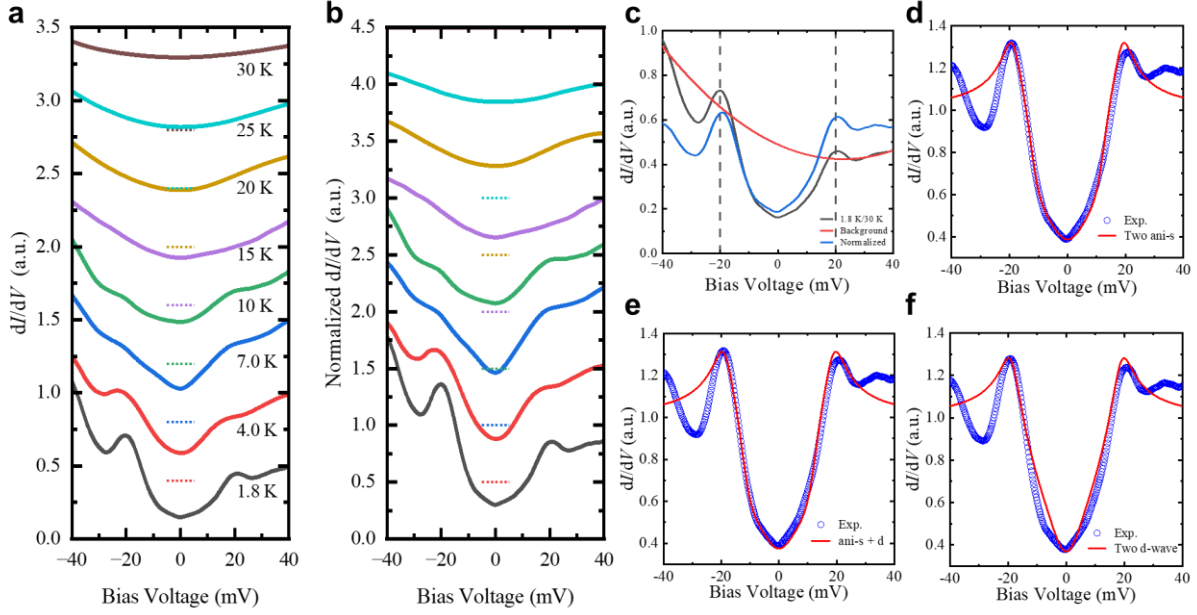 a
3.5
3.0
2.5
2.0
1.5
1.0
0.5
0.0
dI/dV (a.u.)
30 K
25 K
20 K
15 K
10 K
7.0 K
4.0 K
1.8 K
−40 −20 0 20 40
Bias Voltage (mV)
b
4.5
4.0
3.5
3.0
2.5
2.0
1.5
1.0
0.5
0.0
Normalized dI/dV (a.u.)
−40 −20 0 20 40
Bias Voltage (mV)
c
1.0
0.8
0.6
0.4
0.2
0.0
dI/dV (a.u.)
1.8 K/30 K
Background
Normalized
−40 −20 0 20 40
Bias Voltage (mV)
d
1.4
1.2
1.0
0.8
0.6
0.4
dI/dV (a.u.)
Exp.
Two ani-s
−40 −20 0 20 40
Bias Voltage (mV)
e
1.4
1.2
1.0
0.8
0.6
0.4
dI/dV (a.u.)
Exp.
ani-s + d
−40 −20 0 20 40
Bias Voltage (mV)
f
1.4
1.2
1.0
0.8
0.6
0.4
dI/dV (a.u.)
Exp.
Two d-wave
−40 −20 0 20 40
Bias Voltage (mV)